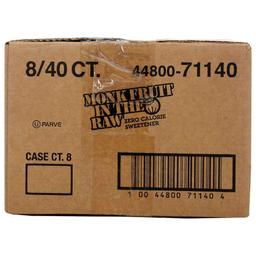 8/40 CT. 44800-71140
MONK FRUIT
IN THE
RAW
ZERO CALORIE
SWEETENER
U PARVE
CASE CT. 8
1 00 44800 71140 4